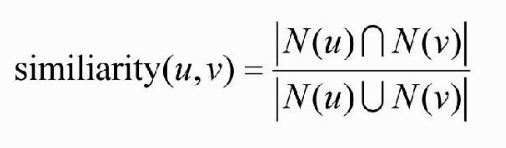 similiarity(u,v) = |N(u)⋂N(v)| / |N(u)⋃N(v)|